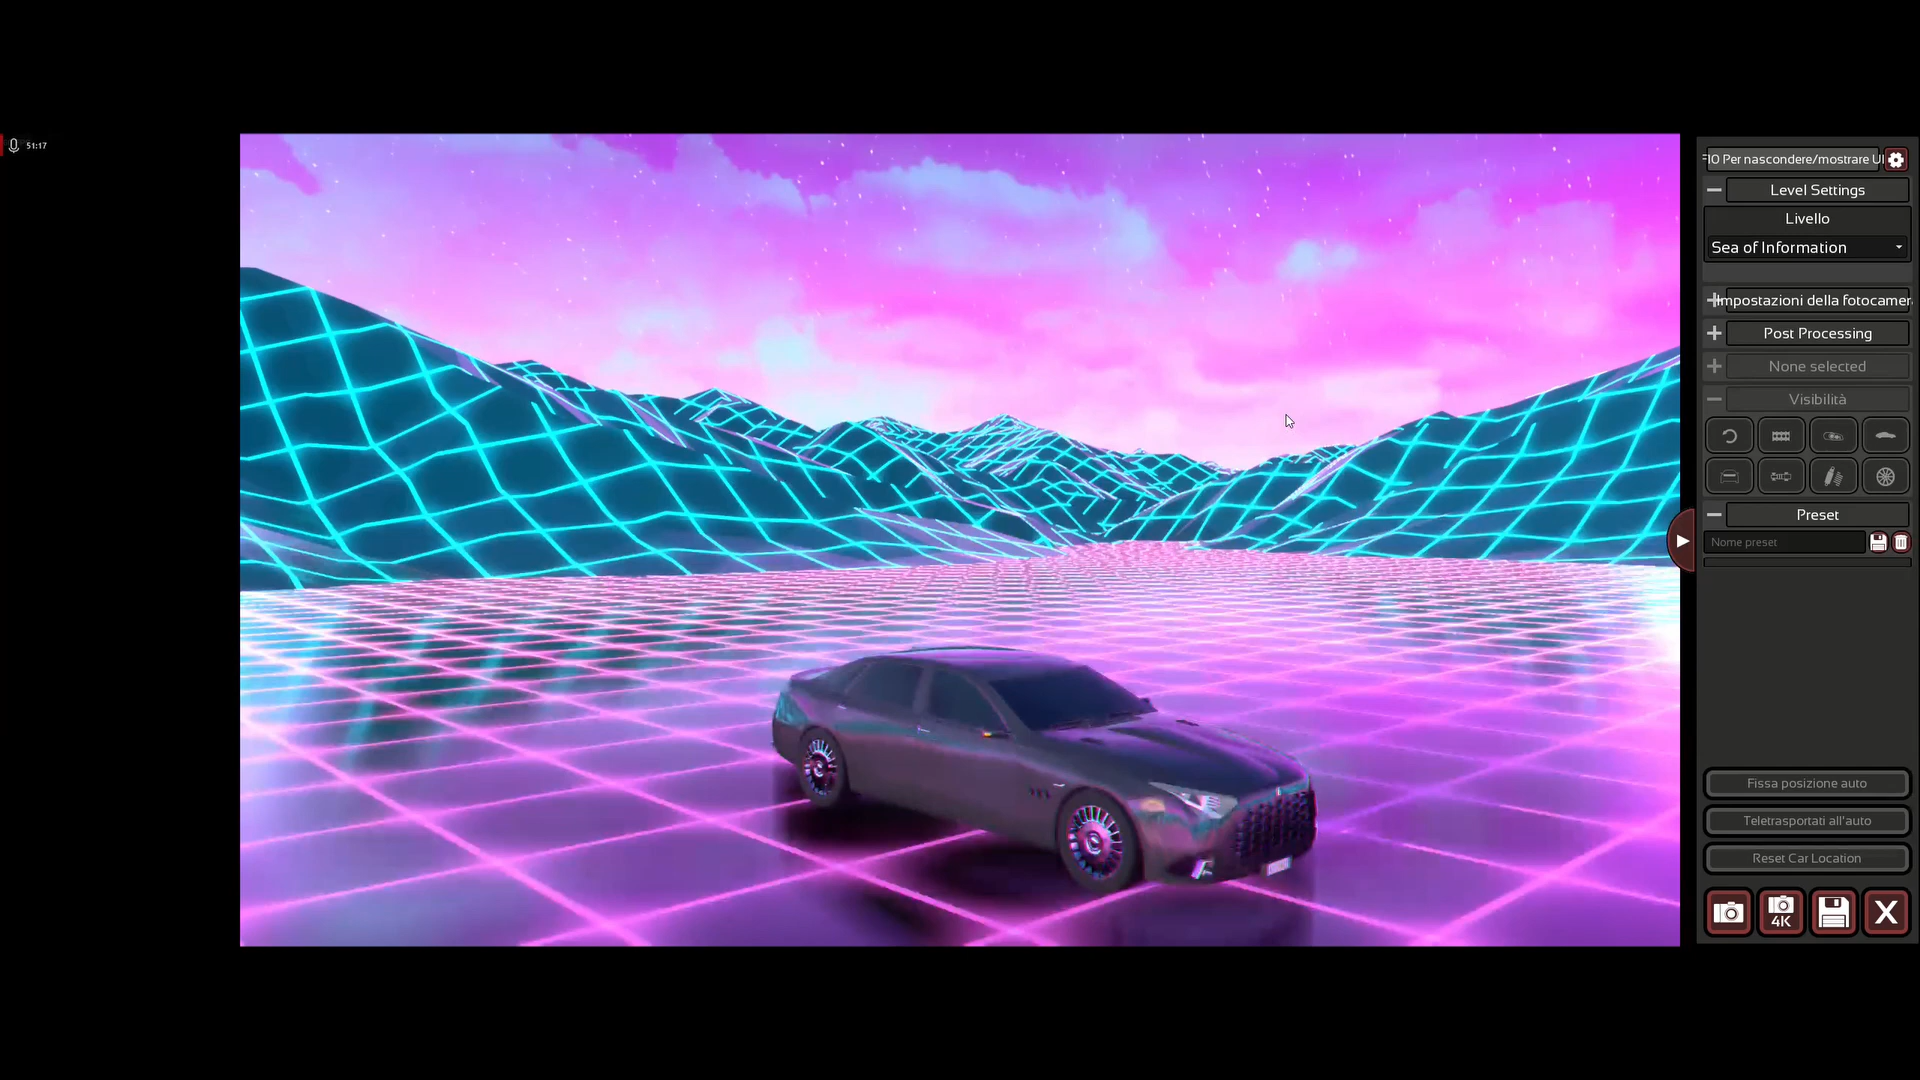 51:17
F10 Per nascondere/mostrare UI
Level Settings
Livello
Sea of Information
Impostazioni della fotocamera
Post Processing
None selected
Visibilità
Preset
Nome preset
Fissa posizione auto
Teletrasportati all'auto
Reset Car Location
4K